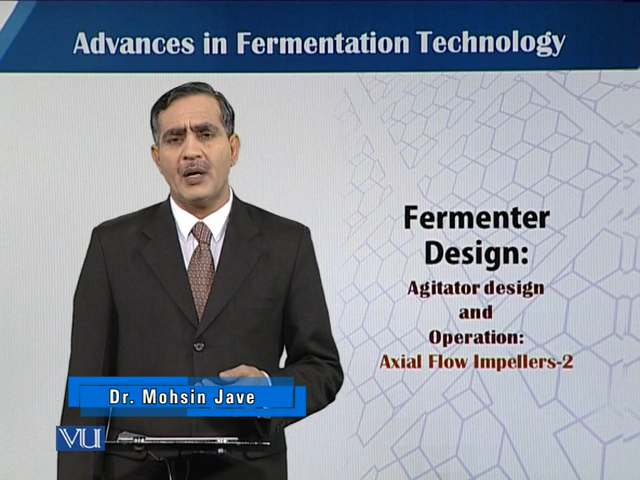 Advances in Fermentation Technology
Fermenter
Design:
Agitator design
and
Operation:
Axial Flow Impellers-2
Dr. Mohsin Jave
VU